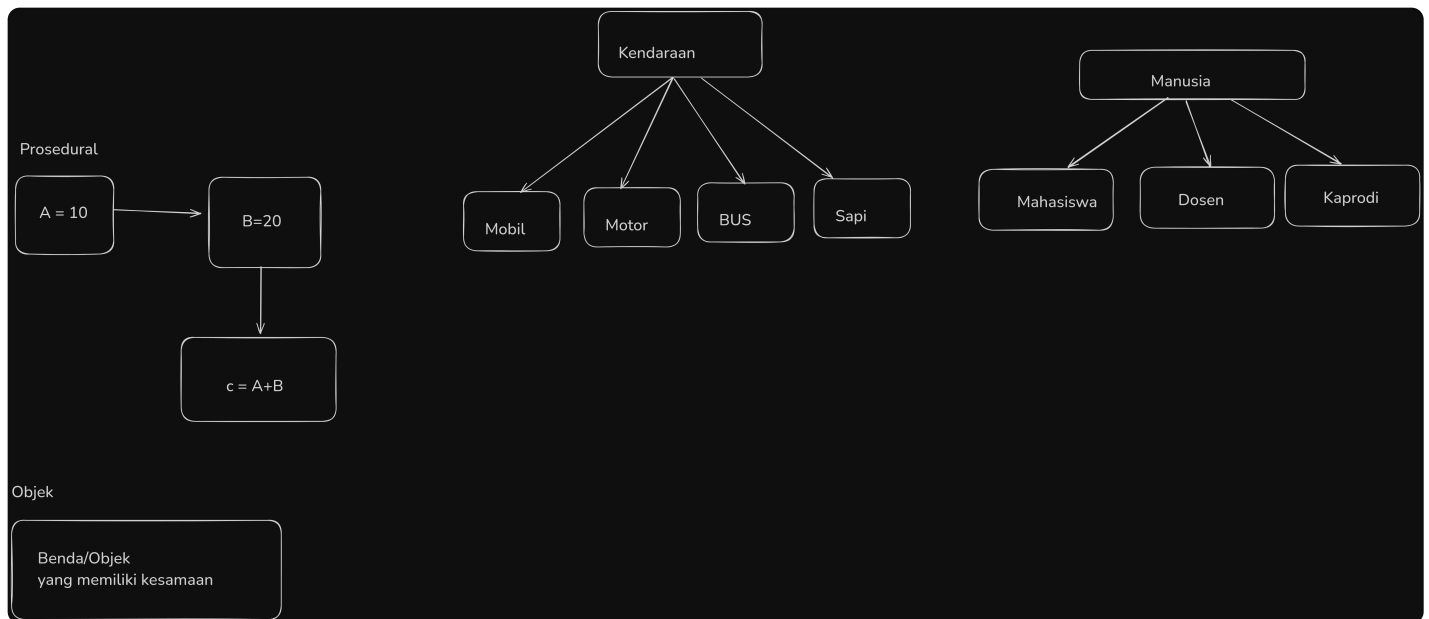 Prosedural
A = 10
B=20
c = A+B
Objek
Benda/Objek
yang memiliki kesamaan
Kendaraan
Mobil
Motor
BUS
Sapi
Manusia
Mahasiswa
Dosen
Kaprodi